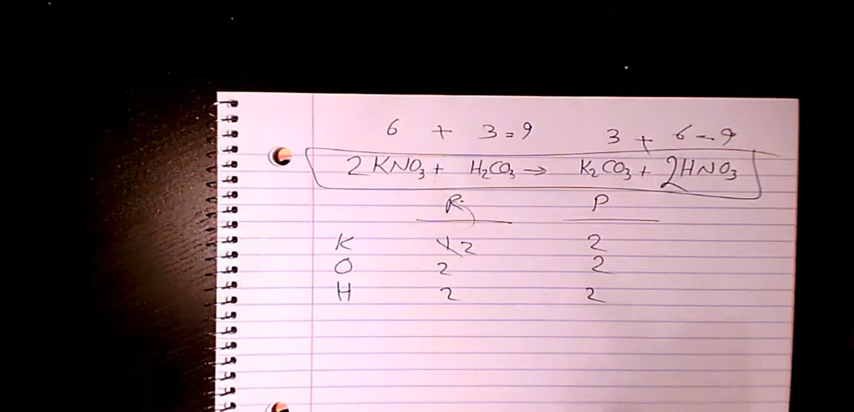 6 + 3=9 3 + 6=9
2KNO₃ + H₂CO₃ → K₂CO₃ + 2HNO₃
R P
K 2 2
O 2 2
H 2 2